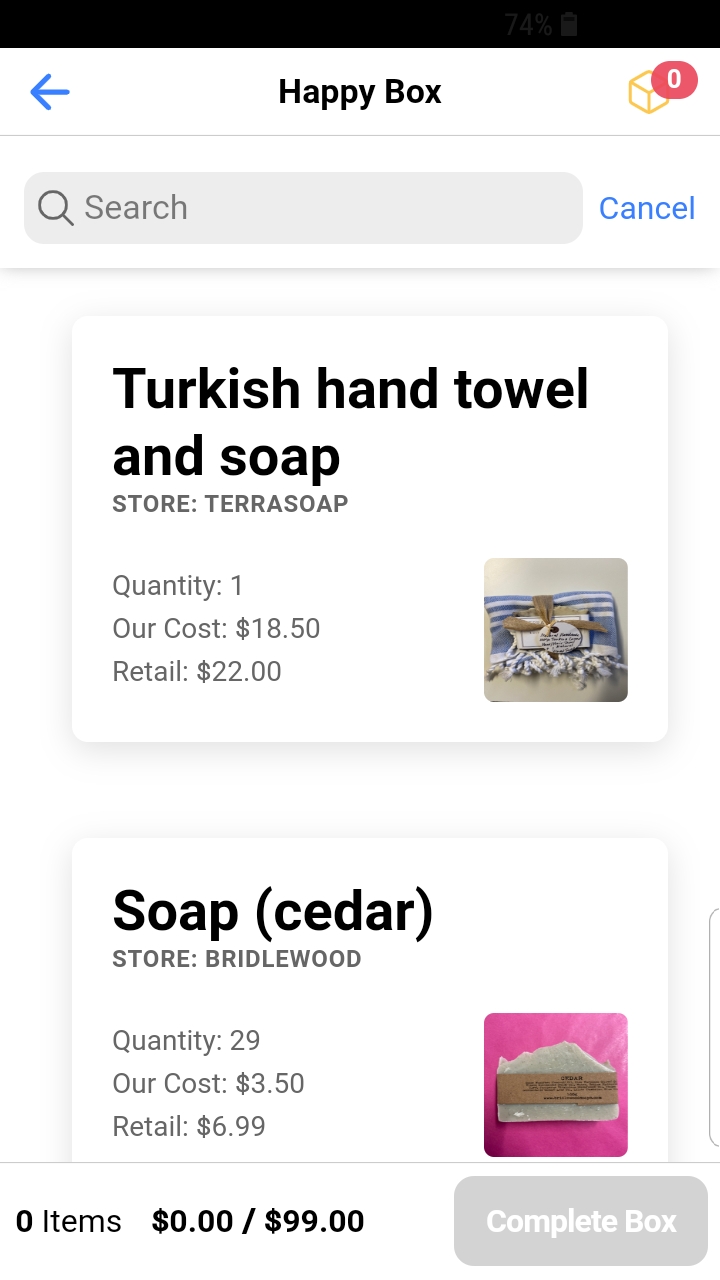 74%
Happy Box
0
Search
Cancel
Turkish hand towel
and soap
STORE: TERRASOAP
Quantity: 1
Our Cost: $18.50
Retail: $22.00
Soap (cedar)
STORE: BRIDLEWOOD
Quantity: 29
Our Cost: $3.50
Retail: $6.99
CEDAR
0 Items $0.00 / $99.00
Complete Box